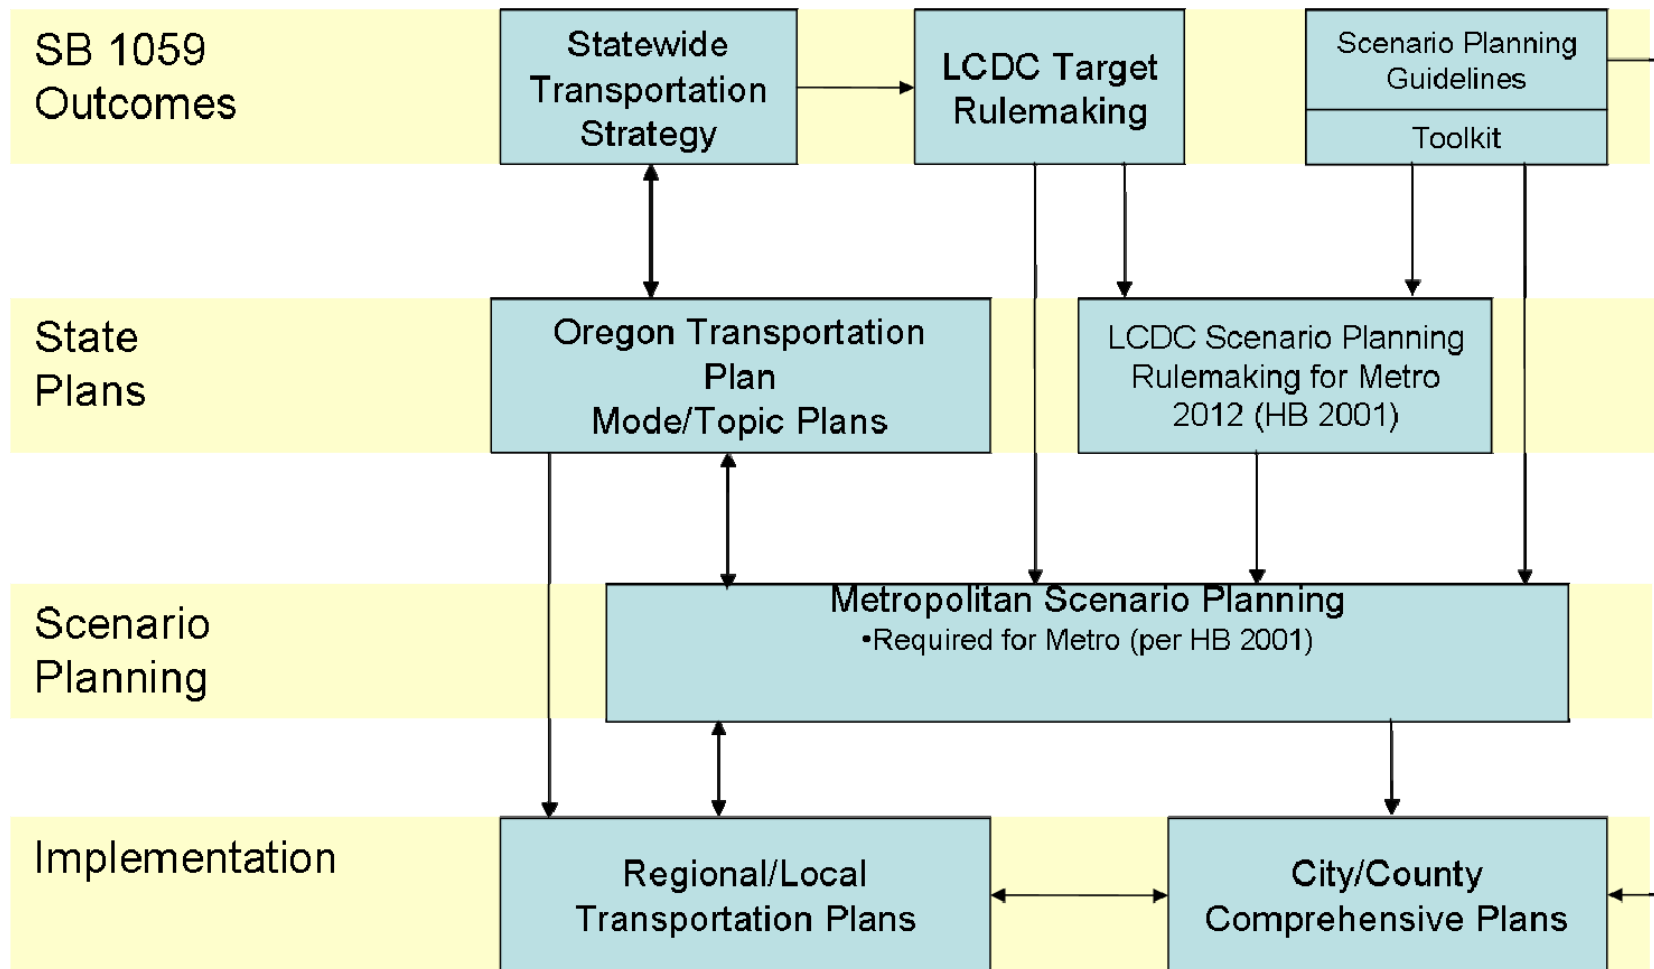 SB 1059
Outcomes
Statewide
Transportation
Strategy
LCDC Target
Rulemaking
Scenario Planning
Guidelines
Toolkit
State
Plans
Oregon Transportation
Plan
Mode/Topic Plans
LCDC Scenario Planning
Rulemaking for Metro
2012 (HB 2001)
Scenario
Planning
Metropolitan Scenario Planning
•Required for Metro (per HB 2001)
Implementation
Regional/Local
Transportation Plans
City/County
Comprehensive Plans